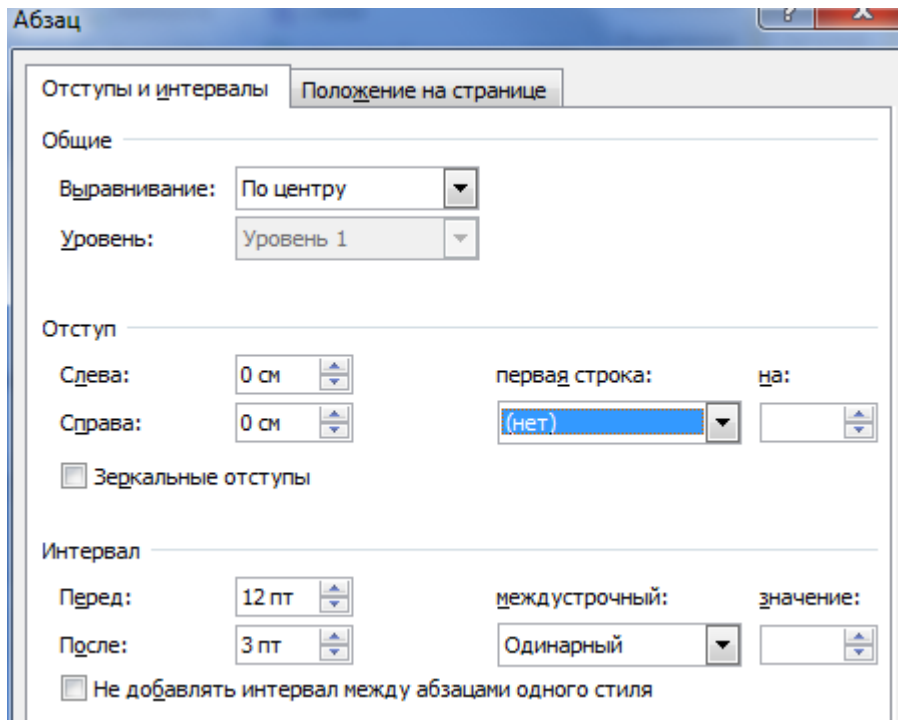 Абзац
Отступы и интервалы Положение на странице
Общие
Выравнивание: По центру
Уровень: Уровень 1
Отступ
Слева: 0 см первая строка: на:
Справа: 0 см (нет)
Зеркальные отступы
Интервал
Перед: 12 пт междустрочный: значение:
После: 3 пт Одинарный
Не добавлять интервал между абзацами одного стиля